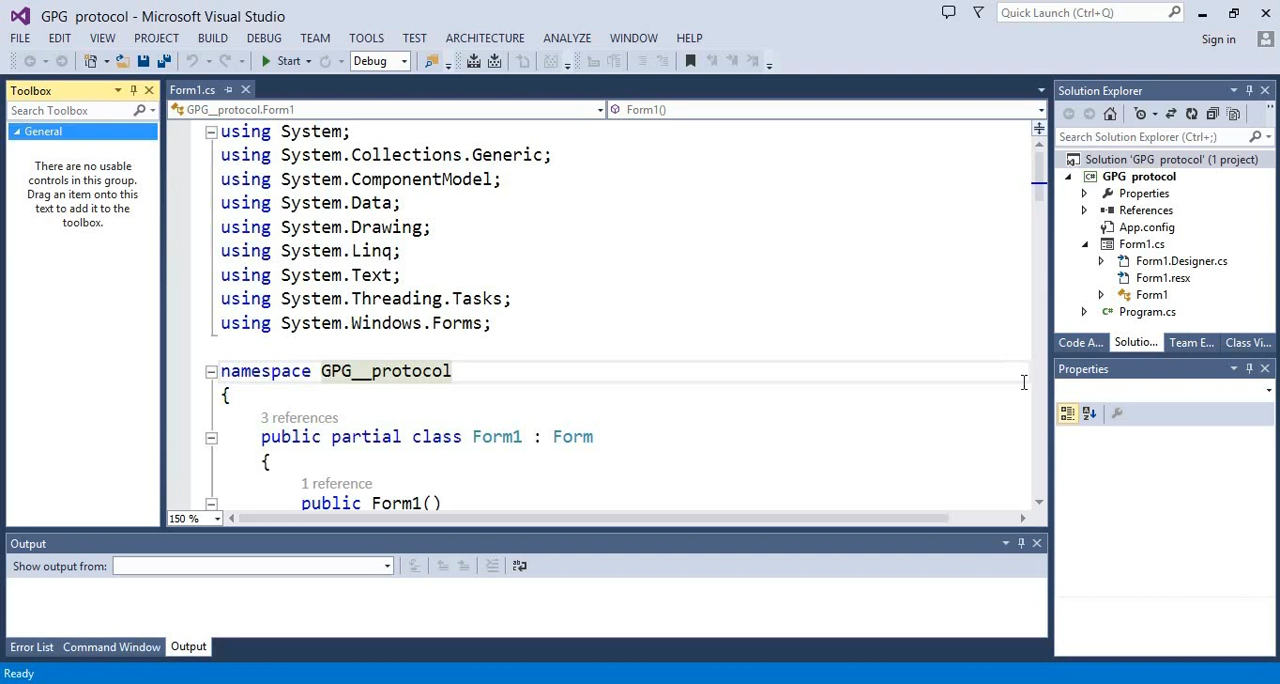 GPG  protocol - Microsoft Visual Studio
Quick Launch (Ctrl+Q)
FILE EDIT VIEW PROJECT BUILD DEBUG TEAM TOOLS TEST ARCHITECTURE ANALYZE WINDOW HELP
Sign in
Start Debug
Toolbox
Search Toolbox
General
There are no usable
controls in this group.
Drag an item onto this
text to add it to the
toolbox.
Form1.cs
GPG__protocol.Form1
Form1()
using System;
using System.Collections.Generic;
using System.ComponentModel;
using System.Data;
using System.Drawing;
using System.Linq;
using System.Text;
using System.Threading.Tasks;
using System.Windows.Forms;
namespace GPG__protocol
{
3 references
public partial class Form1 : Form
{
1 reference
public Form1()
150 %
Solution Explorer
Search Solution Explorer (Ctrl+;)
Solution 'GPG  protocol' (1 project)
C# GPG  protocol
Properties
References
App.config
Form1.cs
Form1.Designer.cs
Form1.resx
Form1
C# Program.cs
Code A... Solutio... Team E... Class Vi...
Properties
Output
Show output from:
Error List Command Window Output
Ready